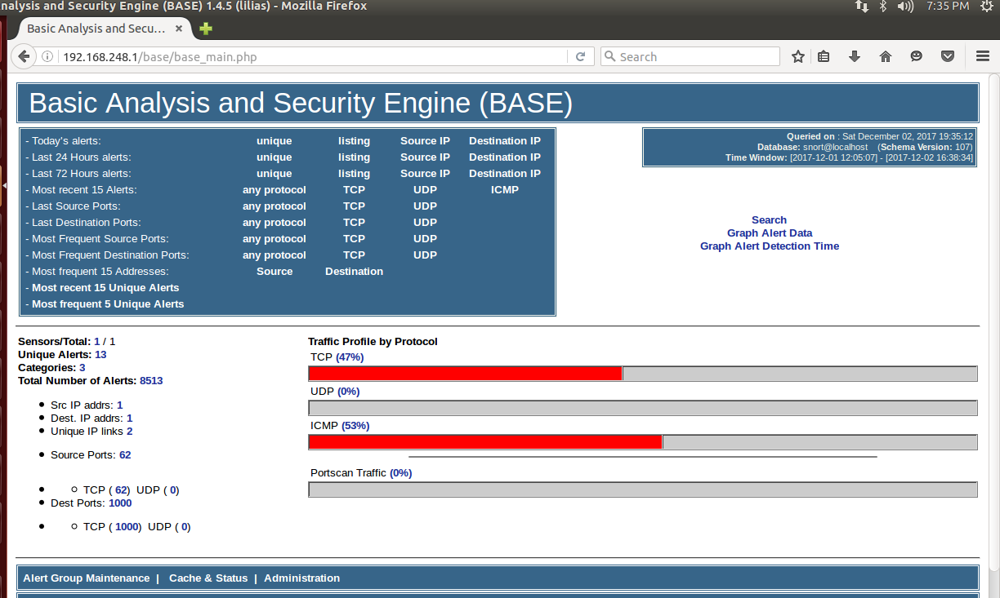 nalysis and Security Engine (BASE) 1.4.5 (lilias) - Mozilla Firefox
7:35 PM
Basic Analysis and Secu... ×
192.168.248.1/base/base_main.php
Search
Basic Analysis and Security Engine (BASE)
- Today's alerts: unique listing Source IP Destination IP
- Last 24 Hours alerts: unique listing Source IP Destination IP
- Last 72 Hours alerts: unique listing Source IP Destination IP
- Most recent 15 Alerts: any protocol TCP UDP ICMP
- Last Source Ports: any protocol TCP UDP
- Last Destination Ports: any protocol TCP UDP
- Most Frequent Source Ports: any protocol TCP UDP
- Most Frequent Destination Ports: any protocol TCP UDP
- Most frequent 15 Addresses: Source Destination
- Most recent 15 Unique Alerts
- Most frequent 5 Unique Alerts
Queried on : Sat December 02, 2017 19:35:12
Database: snort@localhost (Schema Version: 107)
Time Window: [2017-12-01 12:05:07] - [2017-12-02 16:38:34]
Search
Graph Alert Data
Graph Alert Detection Time
Sensors/Total: 1 / 1
Unique Alerts: 13
Categories: 3
Total Number of Alerts: 8513
Src IP addrs: 1
Dest. IP addrs: 1
Unique IP links 2
Source Ports: 62
TCP ( 62) UDP ( 0)
Dest Ports: 1000
TCP ( 1000) UDP ( 0)
Traffic Profile by Protocol
TCP (47%)
UDP (0%)
ICMP (53%)
Portscan Traffic (0%)
Alert Group Maintenance | Cache & Status | Administration